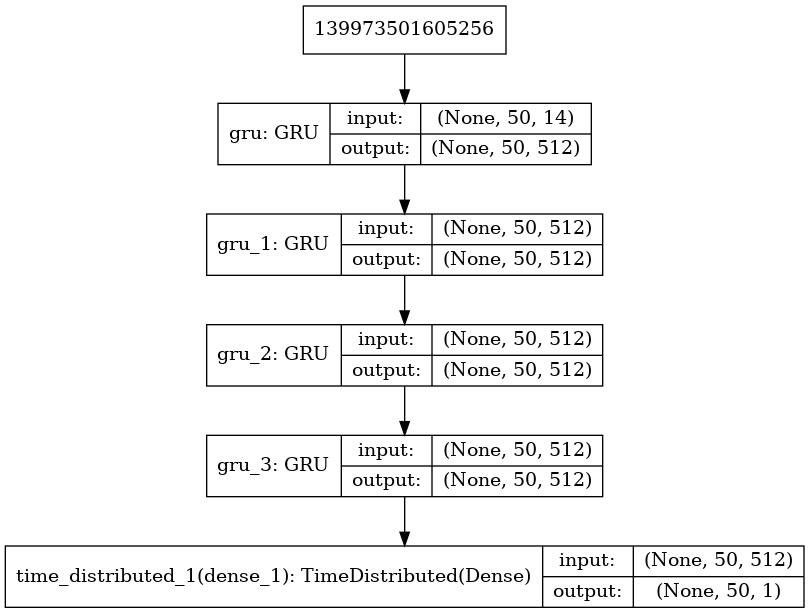 139973501605256
gru: GRU
input:
(None, 50, 14)
output:
(None, 50, 512)
gru_1: GRU
input:
(None, 50, 512)
output:
(None, 50, 512)
gru_2: GRU
input:
(None, 50, 512)
output:
(None, 50, 512)
gru_3: GRU
input:
(None, 50, 512)
output:
(None, 50, 512)
time_distributed_1(dense_1): TimeDistributed(Dense)
input:
(None, 50, 512)
output:
(None, 50, 1)